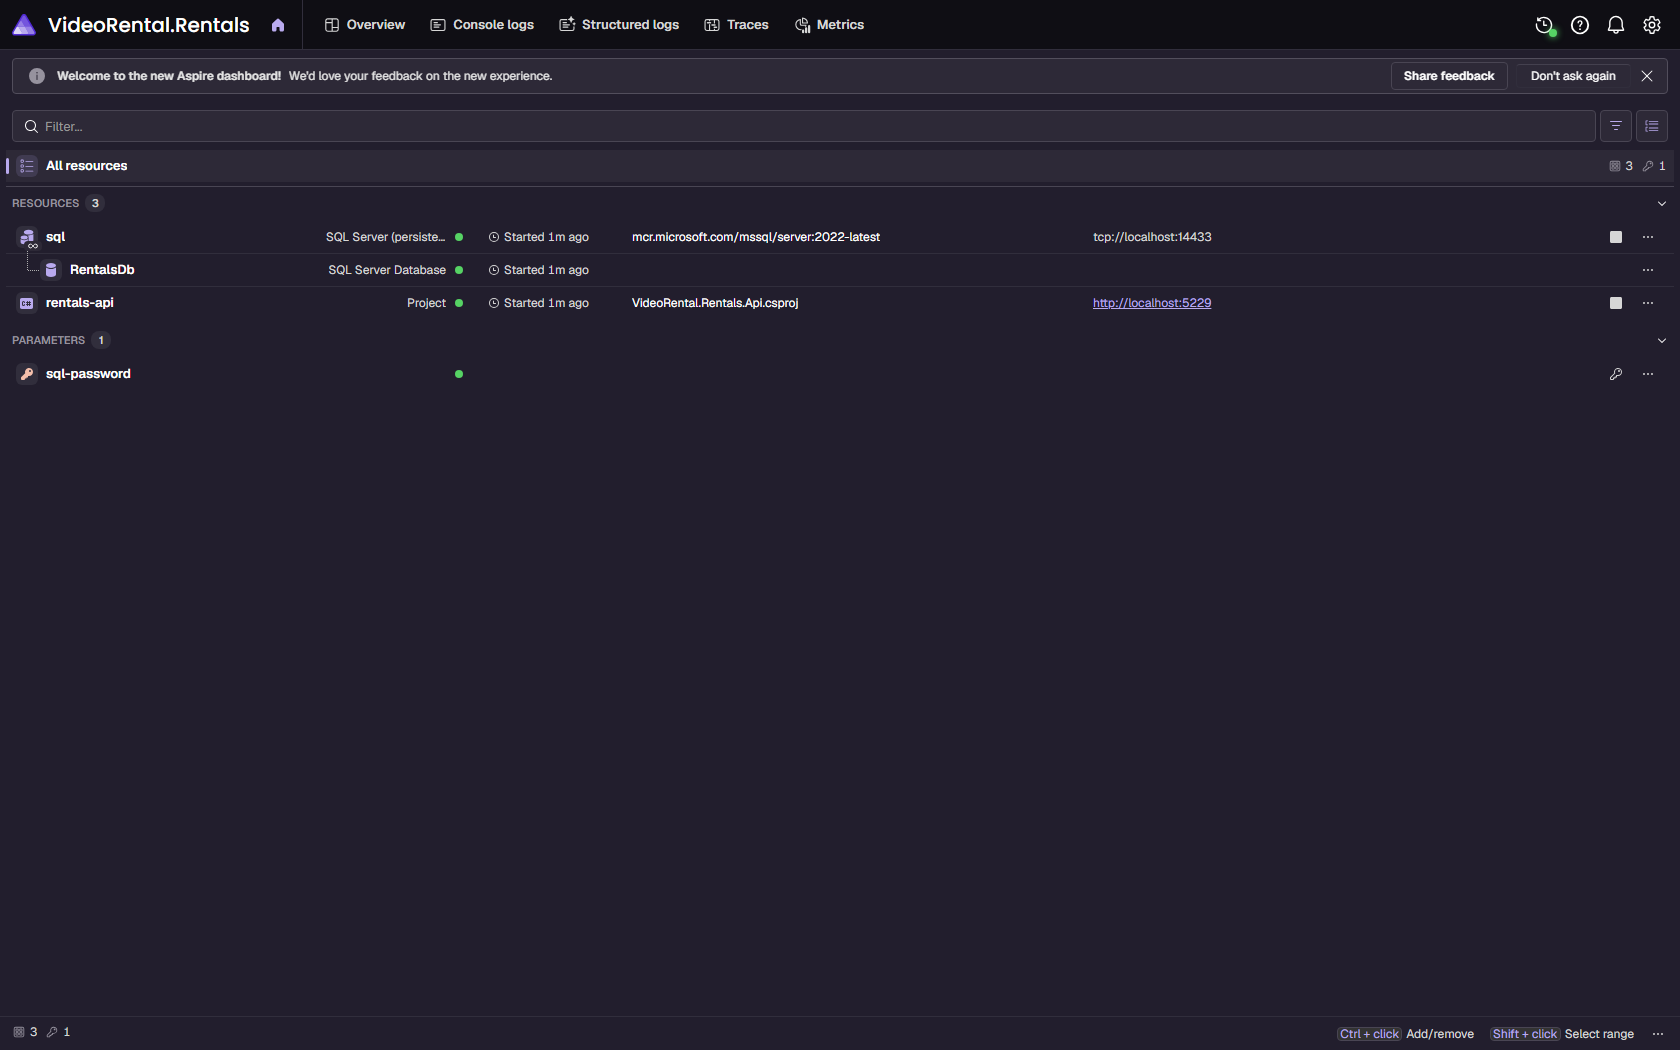 VideoRental.Rentals Overview Console logs Structured logs Traces Metrics
Welcome to the new Aspire dashboard! We'd love your feedback on the new experience. Share feedback Don't ask again
Filter...
All resources 3 1
RESOURCES 3
sql SQL Server (persiste... Started 1m ago mcr.microsoft.com/mssql/server:2022-latest tcp://localhost:14433
RentalsDb SQL Server Database Started 1m ago
C# rentals-api Project Started 1m ago VideoRental.Rentals.Api.csproj http://localhost:5229
PARAMETERS 1
sql-password
3 1 Ctrl + click Add/remove Shift + click Select range